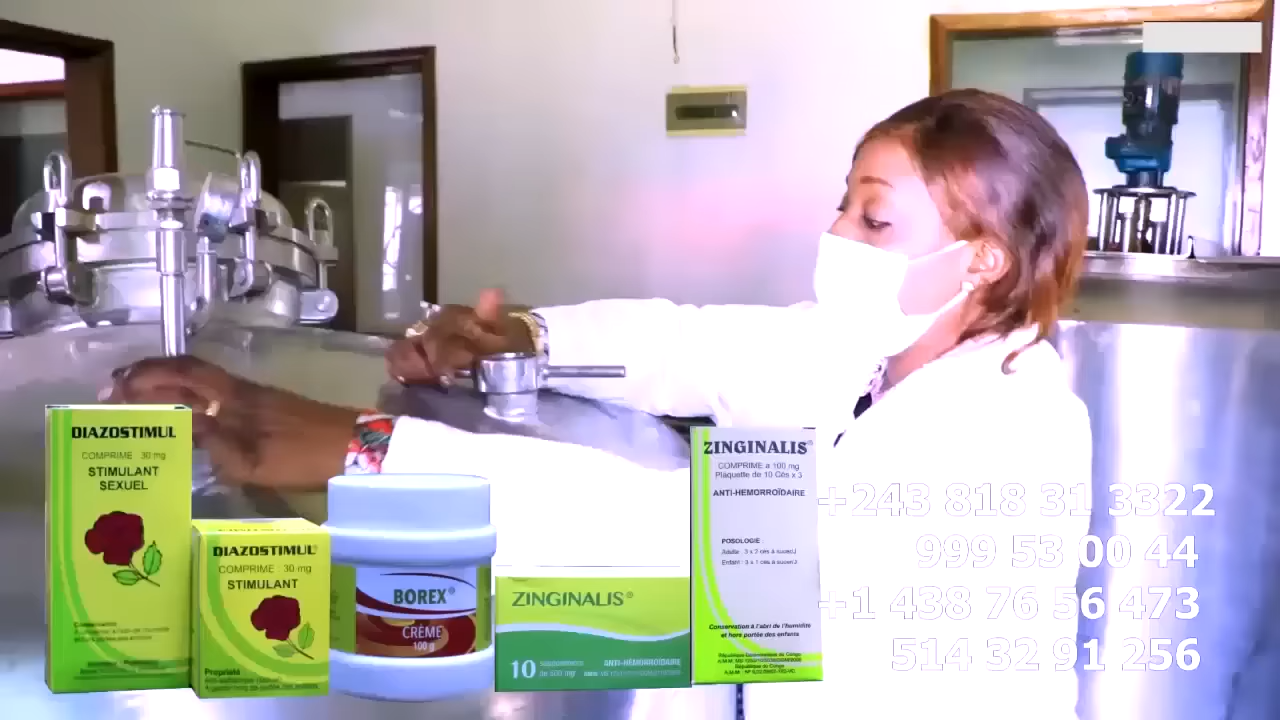 DIAZOSTIMUL
COMPRIME : 30 mg
STIMULANT
SEXUEL
DIAZOSTIMUL
COMPRIME : 30 mg
STIMULANT
Propriété
BOREX®
CRÈME
100 g
ZINGINALIS®
10
ANTI-HÉMORROÏDAIRE
ZINGINALIS®
COMPRIME a 100 mg
Plaquette de 10 Cés x 3
ANTI-HEMORROÏDAIRE
POSOLOGIE
Conservation à l'abri de l'humidité
et hors portée des enfants
+243 818 31 3322
999 53 00 44
+1 438 76 56 473
514 32 91 256